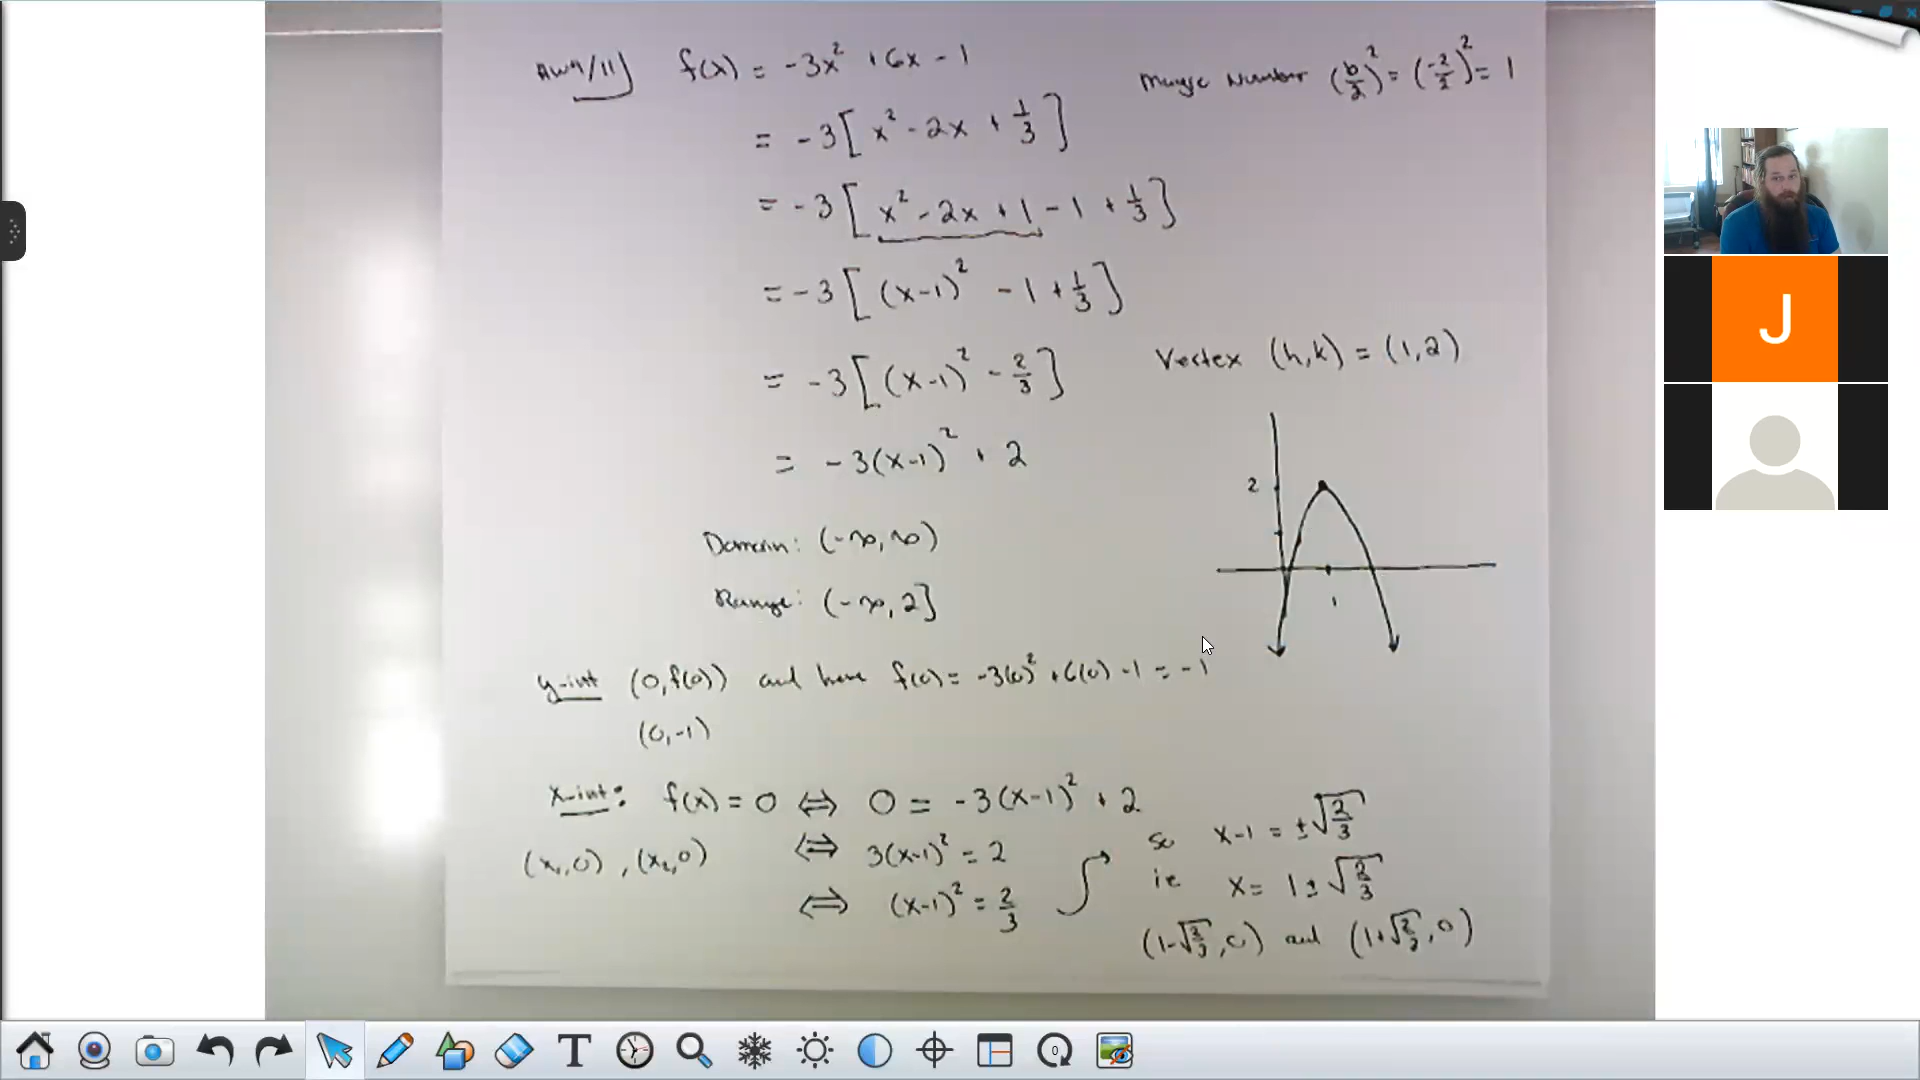 HW4/11) f(x) = -3x² + 6x - 1
Magic Number (b/2)² = (-2/2)² = 1
= -3[x² - 2x + 1/3]
= -3[x² - 2x + 1 - 1 + 1/3]
= -3[(x-1)² - 1 + 1/3]
= -3[(x-1)² - 2/3]
Vertex (h,k) = (1,2)
= -3(x-1)² + 2
2
1
Domain: (-∞,∞)
Range: (-∞,2]
y-int (0,f(0)) and here f(0) = -3(0)² + 6(0) - 1 = -1
(0,-1)
x-int: f(x) = 0 ⇔ 0 = -3(x-1)² + 2
(x₁,0), (x₂,0) ⇔ 3(x-1)² = 2
⇔ (x-1)² = 2/3
so x-1 = ±√(2/3)
ie x = 1 ± √(2/3)
(1-√(2/3),0) and (1+√(2/3),0)
J
T
0